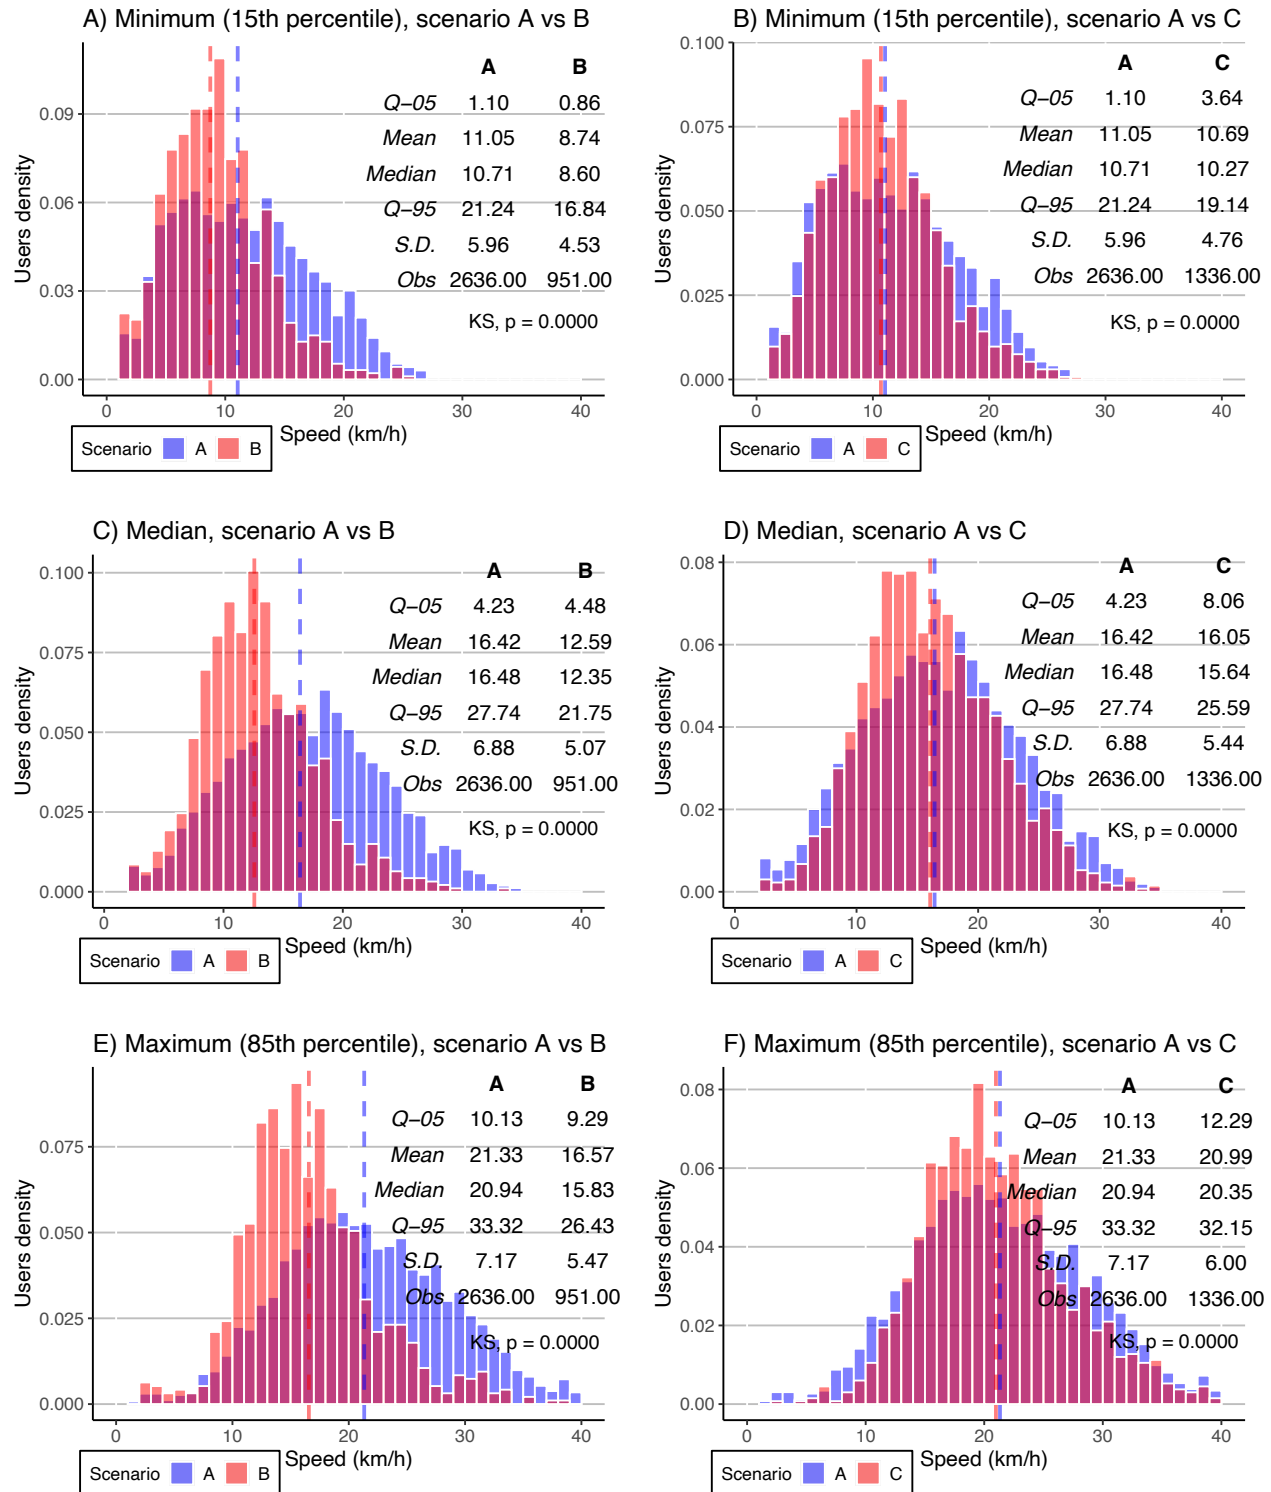 A) Minimum (15th percentile), scenario A vs B
A B
Q−05 1.10 0.86
Mean 11.05 8.74
Median 10.71 8.60
Q−95 21.24 16.84
S.D. 5.96 4.53
Obs 2636.00 951.00
KS, p = 0.0000
Users density
0.09
0.06
0.03
0.00
0 10 20 30 40
Speed (km/h)
Scenario A B
B) Minimum (15th percentile), scenario A vs C
A C
Q−05 1.10 3.64
Mean 11.05 10.69
Median 10.71 10.27
Q−95 21.24 19.14
S.D. 5.96 4.76
Obs 2636.00 1336.00
KS, p = 0.0000
Users density
0.100
0.075
0.050
0.025
0.000
0 10 20 30 40
Speed (km/h)
Scenario A C
C) Median, scenario A vs B
A B
Q−05 4.23 4.48
Mean 16.42 12.59
Median 16.48 12.35
Q−95 27.74 21.75
S.D. 6.88 5.07
Obs 2636.00 951.00
KS, p = 0.0000
Users density
0.100
0.075
0.050
0.025
0.000
0 10 20 30 40
Speed (km/h)
Scenario A B
D) Median, scenario A vs C
A C
Q−05 4.23 8.06
Mean 16.42 16.05
Median 16.48 15.64
Q−95 27.74 25.59
S.D. 6.88 5.44
Obs 2636.00 1336.00
KS, p = 0.0000
Users density
0.08
0.06
0.04
0.02
0.00
0 10 20 30 40
Speed (km/h)
Scenario A C
E) Maximum (85th percentile), scenario A vs B
A B
Q−05 10.13 9.29
Mean 21.33 16.57
Median 20.94 15.83
Q−95 33.32 26.43
S.D. 7.17 5.47
Obs 2636.00 951.00
KS, p = 0.0000
Users density
0.075
0.050
0.025
0.000
0 10 20 30 40
Speed (km/h)
Scenario A B
F) Maximum (85th percentile), scenario A vs C
A C
Q−05 10.13 12.29
Mean 21.33 20.99
Median 20.94 20.35
Q−95 33.32 32.15
S.D. 7.17 6.00
Obs 2636.00 1336.00
KS, p = 0.0000
Users density
0.08
0.06
0.04
0.02
0.00
0 10 20 30 40
Speed (km/h)
Scenario A C